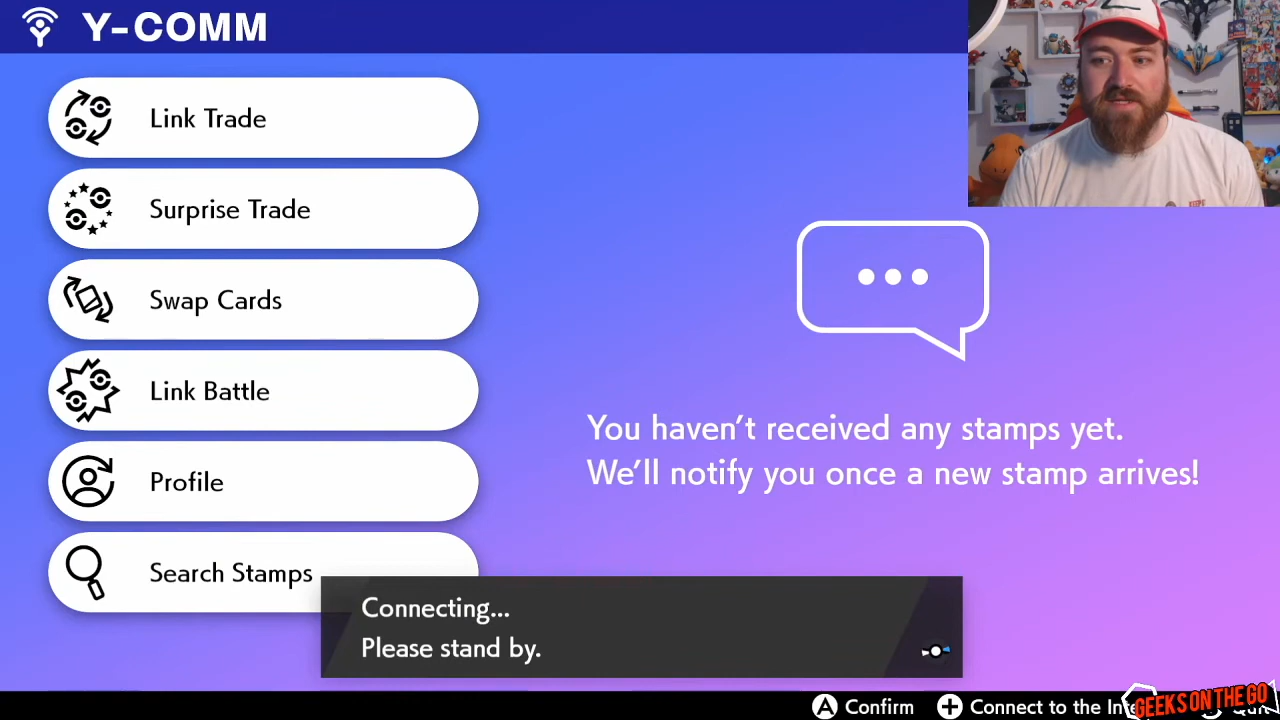 Y-COMM
Link Trade
Surprise Trade
Swap Cards
Link Battle
Profile
Search Stamps
You haven't received any stamps yet.
We'll notify you once a new stamp arrives!
Connecting...
Please stand by.
A Confirm
Connect to the Inte
GEEKS ON THE GO